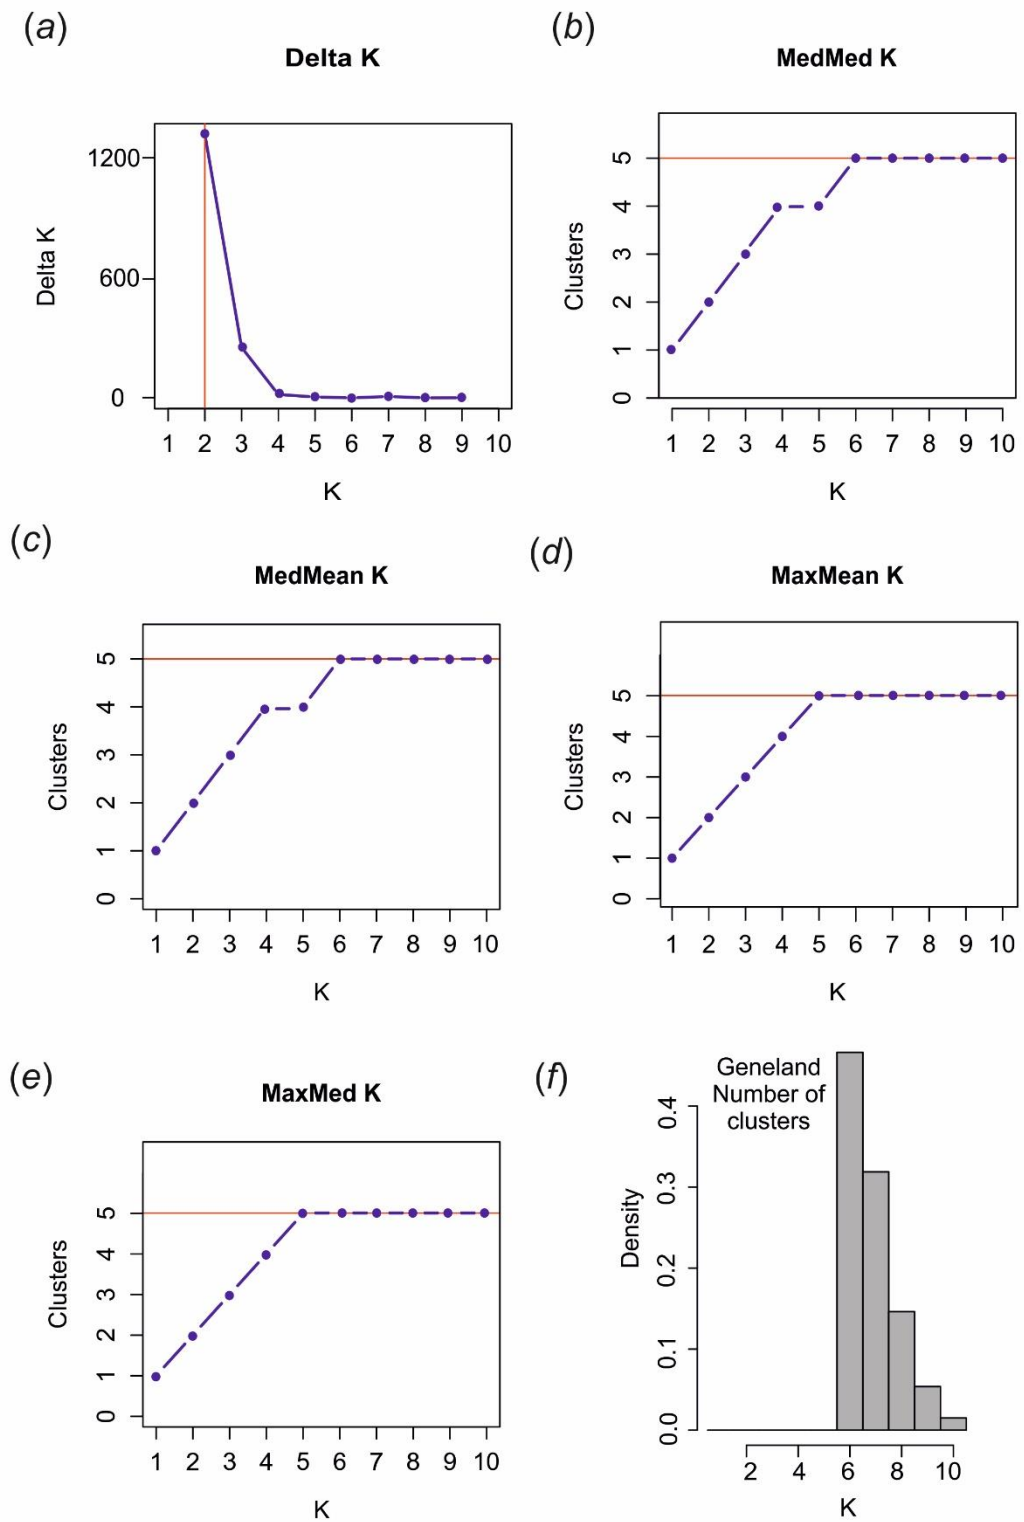 (a)
Delta K
1200
600
0
Delta K
1 2 3 4 5 6 7 8 9 10
K
(b)
MedMed K
5
4
3
2
1
0
Clusters
1 2 3 4 5 6 7 8 9 10
K
(c)
MedMean K
5
4
3
2
1
0
Clusters
1 2 3 4 5 6 7 8 9 10
K
(d)
MaxMean K
5
4
3
2
1
0
Clusters
1 2 3 4 5 6 7 8 9 10
K
(e)
MaxMed K
5
4
3
2
1
0
Clusters
1 2 3 4 5 6 7 8 9 10
K
(f)
Geneland
Number of
clusters
0.4
0.3
0.2
0.1
0.0
Density
2 4 6 8 10
K